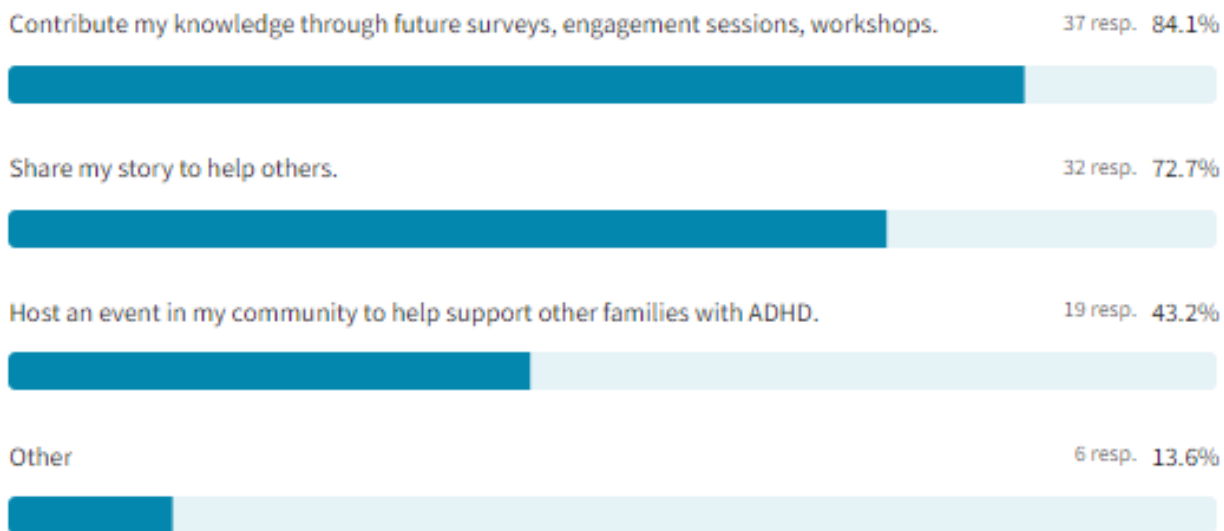 Contribute my knowledge through future surveys, engagement sessions, workshops. 37 resp. 84.1%
Share my story to help others. 32 resp. 72.7%
Host an event in my community to help support other families with ADHD. 19 resp. 43.2%
Other 6 resp. 13.6%